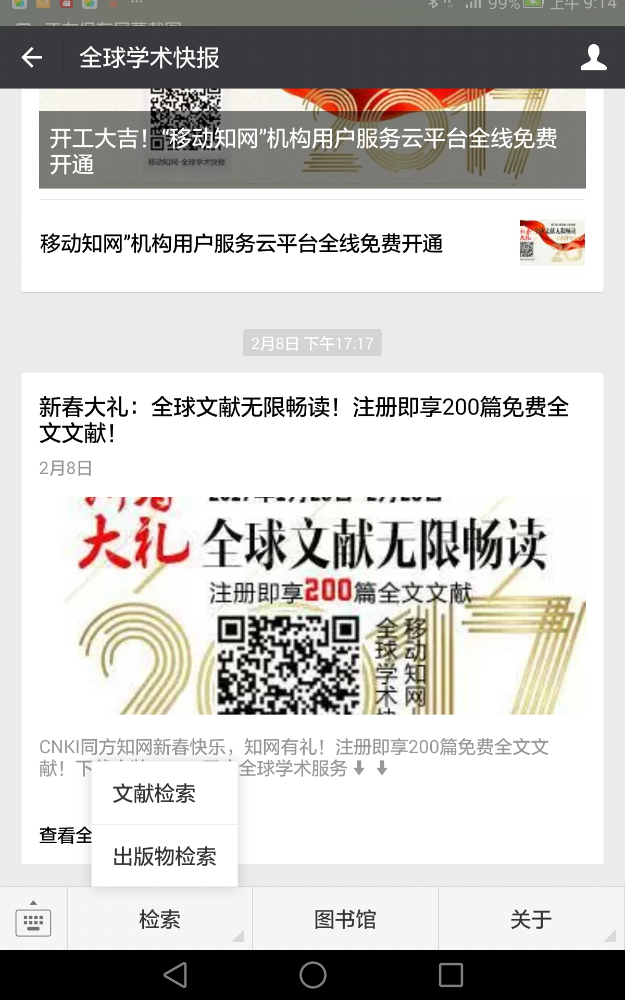 99%
上午 9:14
全球学术快报
开工大吉！“移动知网”机构用户服务云平台全线免费
开通
移动知网-全球学术快报
移动知网”机构用户服务云平台全线免费开通
全球文献无限畅读
2月8日 下午17:17
新春大礼：全球文献无限畅读！注册即享200篇免费全
文文献！
2月8日
大礼
全球文献无限畅读
注册即享200篇全文文献
2017
移动知网
全球学术
CNKI同方知网新春快乐，知网有礼！注册即享200篇免费全文文
献！下
全球学术服务⬇ ⬇
文献检索
查看全
出版物检索
检索
图书馆
关于